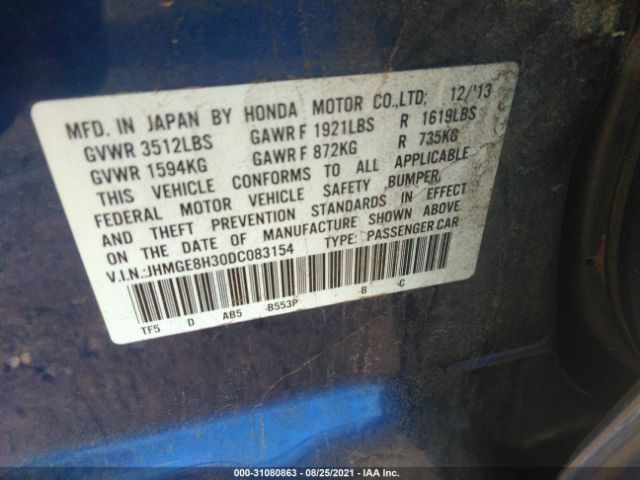 MFD. IN JAPAN BY HONDA MOTOR CO.,LTD; 12/'13
GVWR 3512LBS GAWR F 1921LBS R 1619LBS
GVWR 1594KG GAWR F 872KG R 735KG
THIS VEHICLE CONFORMS TO ALL APPLICABLE
FEDERAL MOTOR VEHICLE SAFETY, BUMPER,
AND THEFT PREVENTION STANDARDS IN EFFECT
ON THE DATE OF MANUFACTURE SHOWN ABOVE.
V.I.N.:JHMGE8H30DC083154 TYPE: PASSENGER CAR
TF5 D AB5 -B553P -B -C
000-31080863 - 08/25/2021 - IAA Inc.